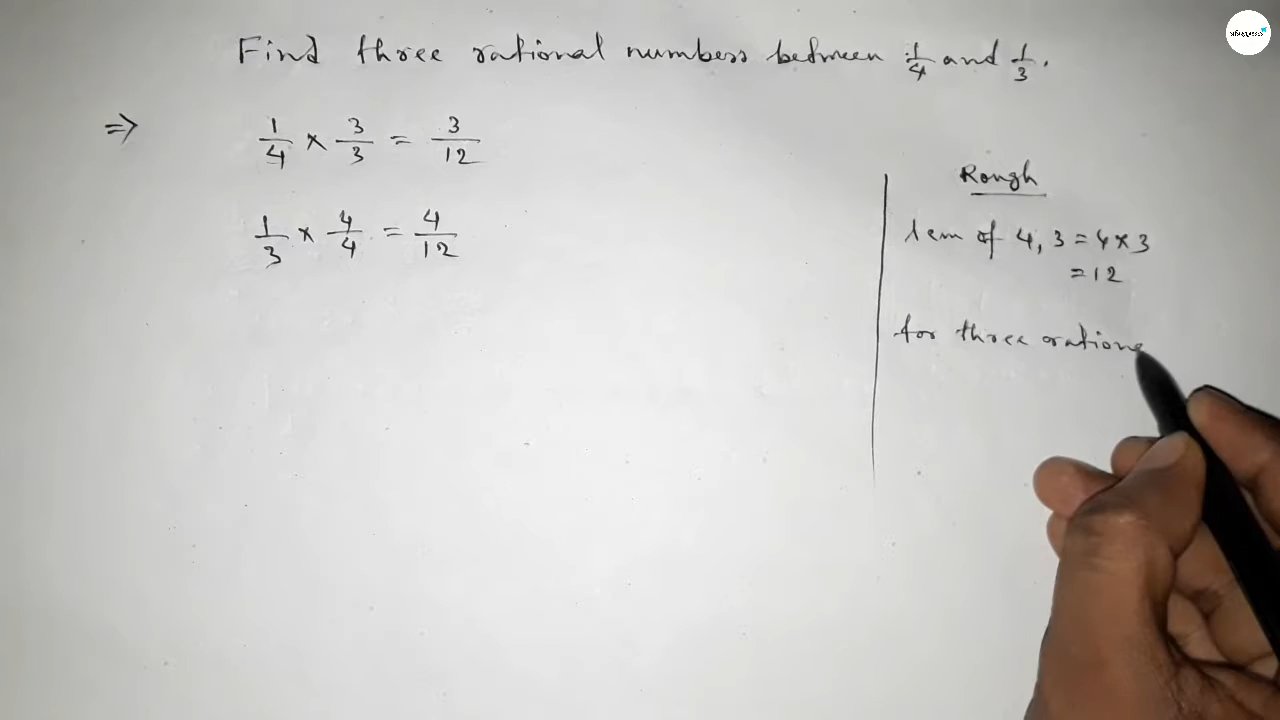 Find three rational numbers between 1/4 and 1/3.
⇒ 1/4 × 3/3 = 3/12
1/3 × 4/4 = 4/12
Rough
lcm of 4, 3 = 4×3
=12
for three rationa